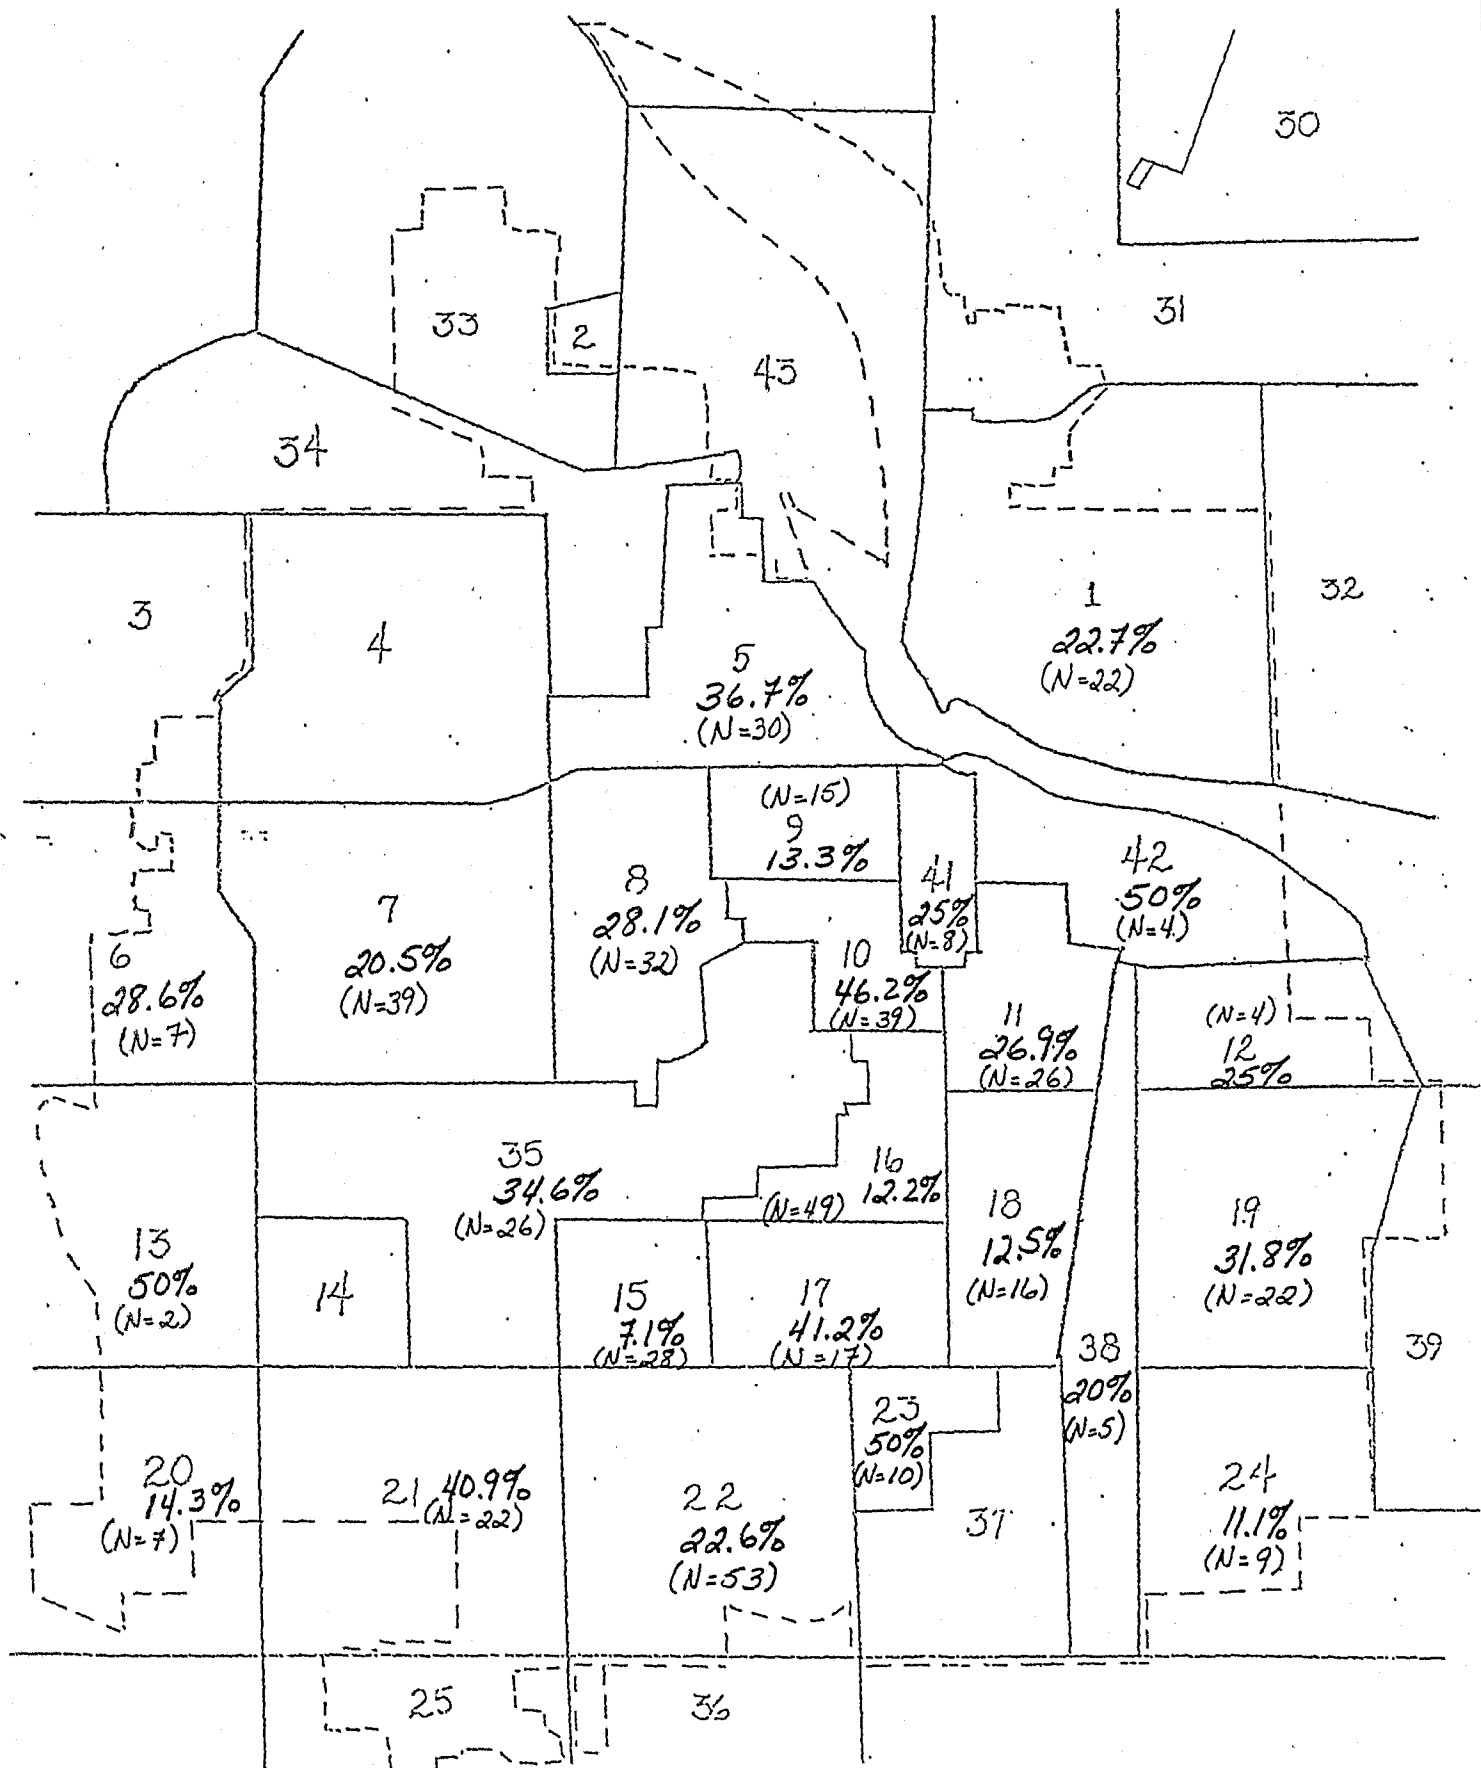 30
31
33
2
43
34
3
4
1
22.7%
(N=22)
32
5
36.7%
(N=30)
(N=15)
9
13.3%
8
28.1%
(N=32)
41
25%
(N=8)
42
50%
(N=4)
7
20.5%
(N=39)
6
28.6%
(N=7)
10
46.2%
(N=39)
11
26.9%
(N=26)
(N=4)
12
25%
35
34.6%
(N=26)
16
12.2%
(N=49)
18
12.5%
(N=16)
19
31.8%
(N=22)
13
50%
(N=2)
14
15
7.1%
(N=28)
17
41.2%
(N=17)
38
20%
(N=5)
39
23
50%
(N=10)
20
14.3%
(N=7)
21 40.9%
(N=22)
22
22.6%
(N=53)
37
24
11.1%
(N=9)
25
36